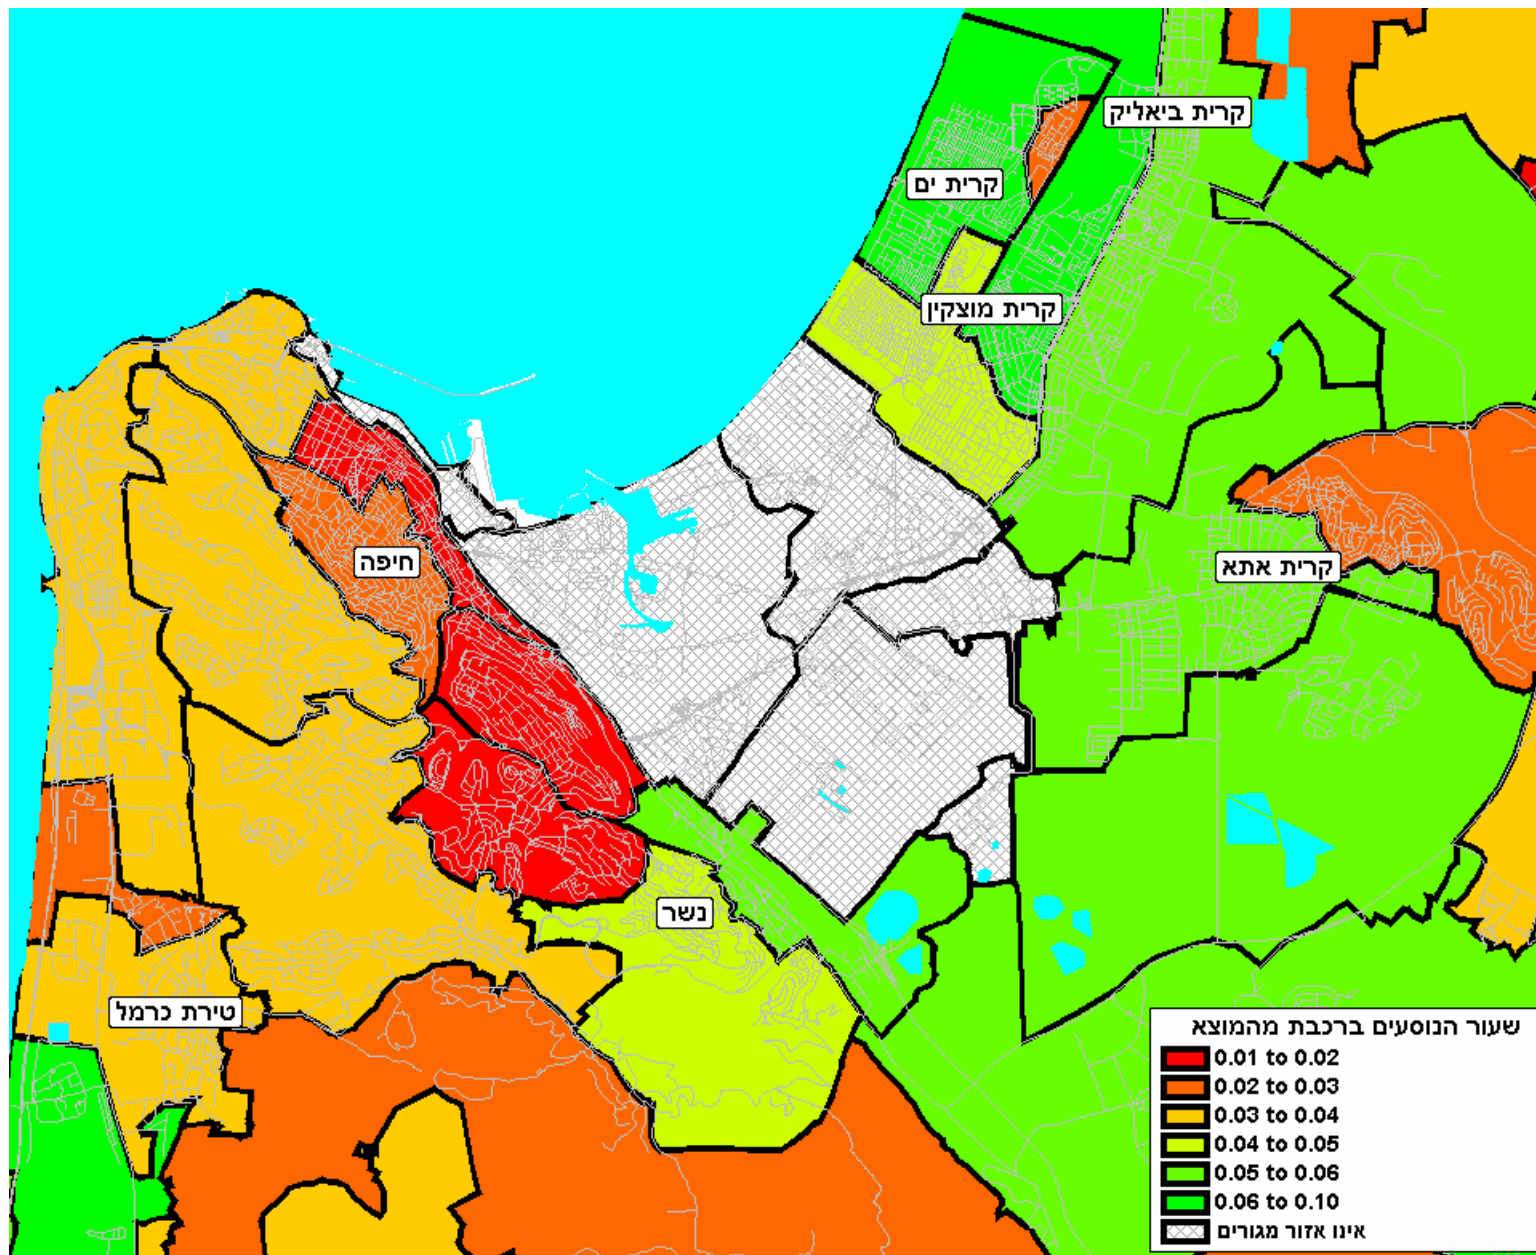 קרית ביאליק
קרית ים
קרית מוצקין
חיפה
קרית אתא
נשר
טירת כרמל
שעור הנוסעים ברכבת מהמוצא
0.01 to 0.02
0.02 to 0.03
0.03 to 0.04
0.04 to 0.05
0.05 to 0.06
0.06 to 0.10
אינו אזור מגורים